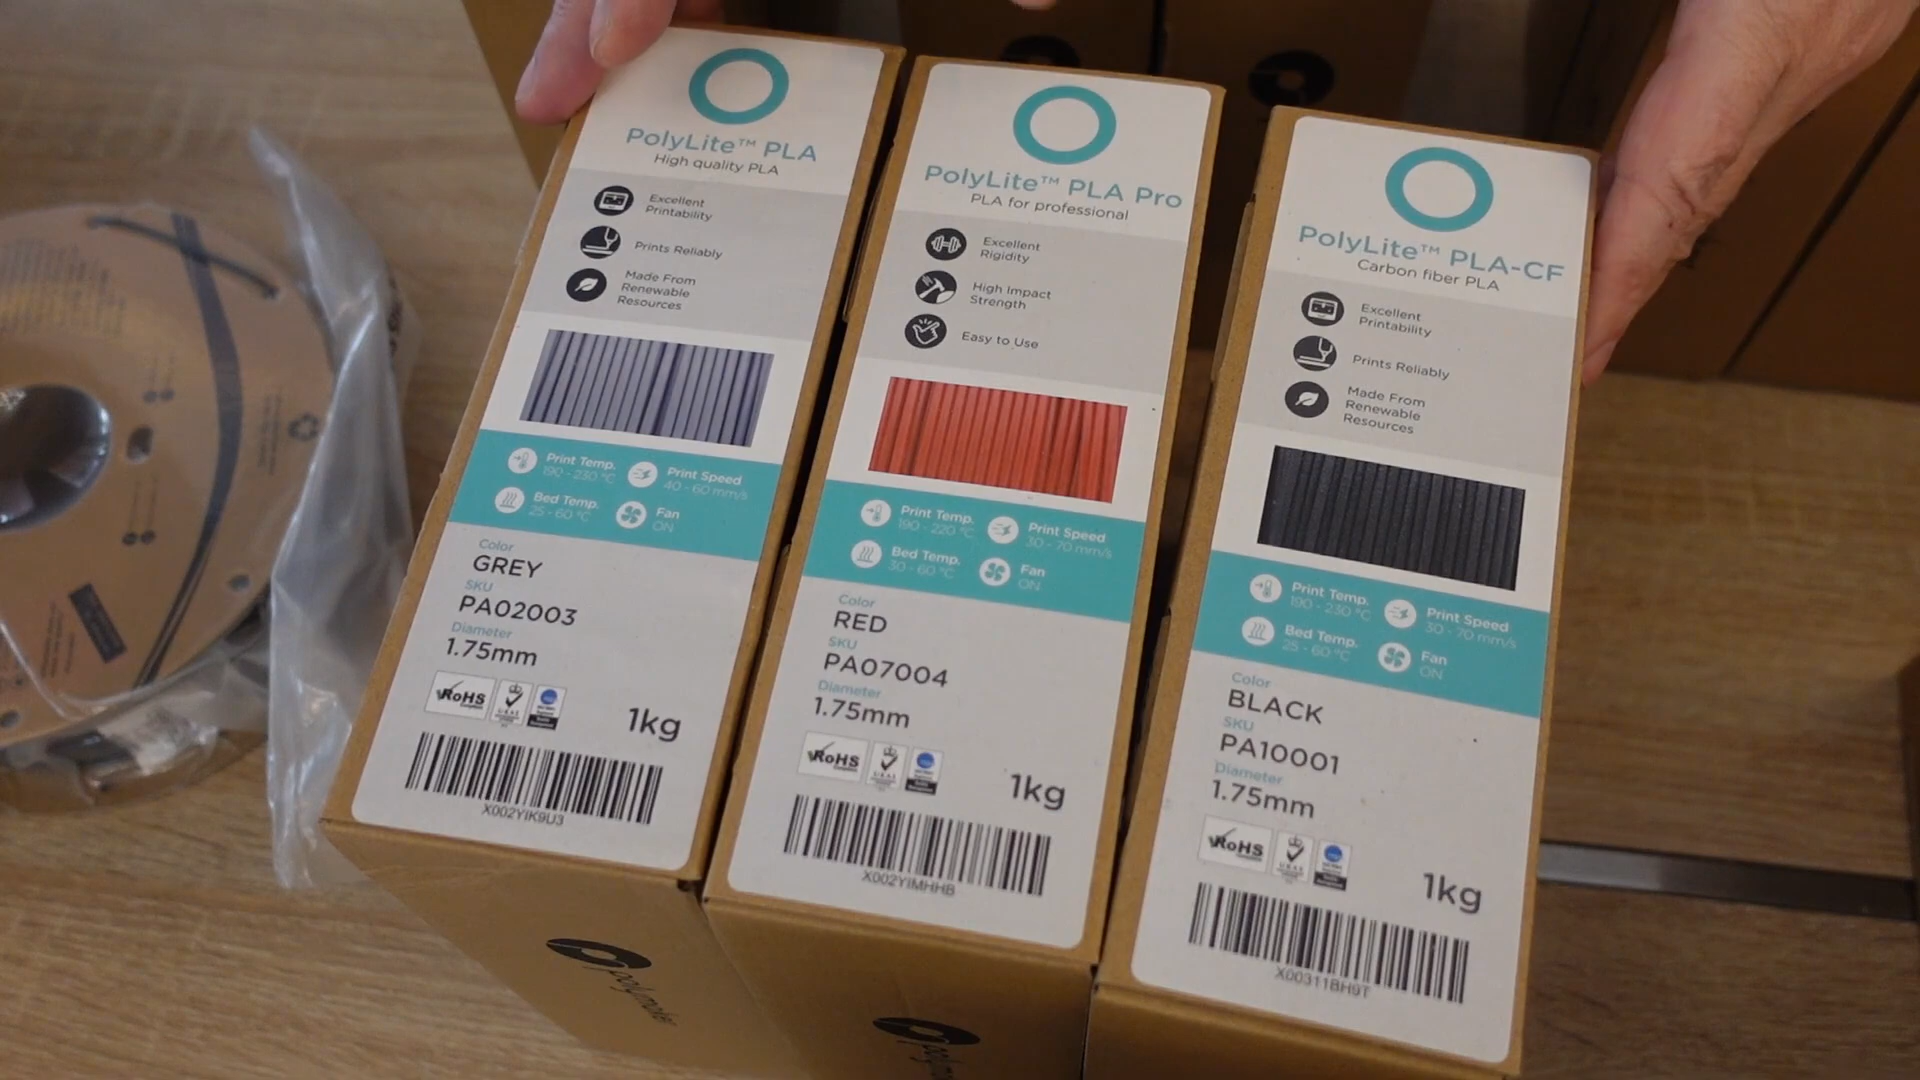 PolyLite™ PLA
High quality PLA
Excellent
Printability
Prints Reliably
Made From
Renewable
Resources
Print Temp.
190 - 230 °C
Print Speed
40 - 60 mm/s
Bed Temp.
25 - 60 °C
Fan
ON
Color
GREY
SKU
PA02003
Diameter
1.75mm
RoHS
1kg
X002YIK9U3
polymaker
PolyLite™ PLA Pro
PLA for professional
Excellent
Rigidity
High Impact
Strength
Easy to Use
Print Temp.
190 - 220 °C
Print Speed
30 - 70 mm/s
Bed Temp.
30 - 60 °C
Fan
ON
Color
RED
SKU
PA07004
Diameter
1.75mm
RoHS
1kg
X002YIMHHB
PolyLite™ PLA-CF
Carbon fiber PLA
Excellent
Printability
Prints Reliably
Made From
Renewable
Resources
Print Temp.
190 - 230 °C
Print Speed
30 - 70 mm/s
Bed Temp.
25 - 60 °C
Fan
ON
Color
BLACK
SKU
PA10001
Diameter
1.75mm
RoHS
1kg
X00311BH9T